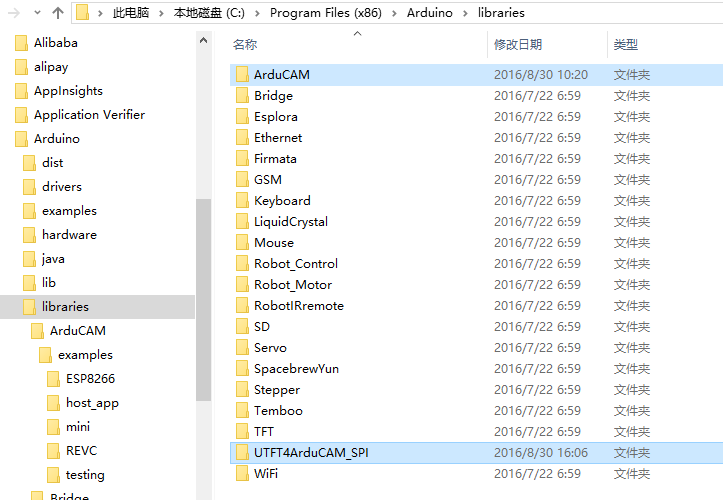 此电脑 › 本地磁盘 (C:) › Program Files (x86) › Arduino › libraries
Alibaba
alipay
AppInsights
Application Verifier
Arduino
dist
drivers
examples
hardware
java
lib
libraries
ArduCAM
examples
ESP8266
host_app
mini
REVC
testing
Bridge
名称 修改日期 类型
ArduCAM 2016/8/30 10:20 文件夹
Bridge 2016/7/22 6:59 文件夹
Esplora 2016/7/22 6:59 文件夹
Ethernet 2016/7/22 6:59 文件夹
Firmata 2016/7/22 6:59 文件夹
GSM 2016/7/22 6:59 文件夹
Keyboard 2016/7/22 6:59 文件夹
LiquidCrystal 2016/7/22 6:59 文件夹
Mouse 2016/7/22 6:59 文件夹
Robot_Control 2016/7/22 6:59 文件夹
Robot_Motor 2016/7/22 6:59 文件夹
RobotIRremote 2016/7/22 6:59 文件夹
SD 2016/7/22 6:59 文件夹
Servo 2016/7/22 6:59 文件夹
SpacebrewYun 2016/7/22 6:59 文件夹
Stepper 2016/7/22 6:59 文件夹
Temboo 2016/7/22 6:59 文件夹
TFT 2016/7/22 6:59 文件夹
UTFT4ArduCAM_SPI 2016/8/30 16:06 文件夹
WiFi 2016/7/22 6:59 文件夹